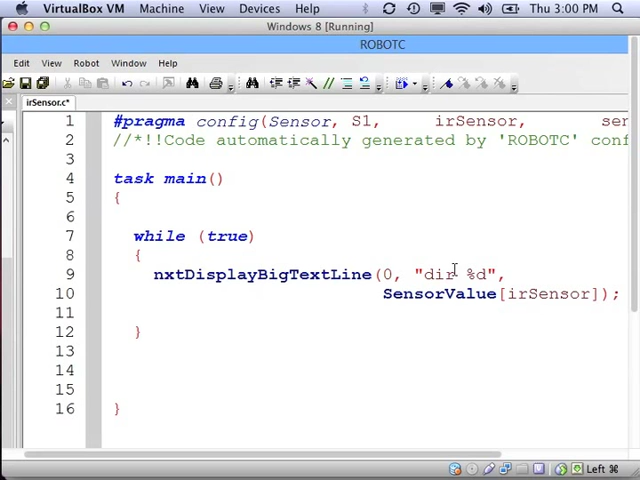 VirtualBox VM Machine View Devices Help Thu 3:00 PM
Windows 8 [Running]
ROBOTC
Edit View Robot Window Help
irSensor.c*
1 #pragma config(Sensor, S1, irSensor, sen
2 //*!!Code automatically generated by 'ROBOTC' conf
3
4 task main()
5 {
6
7 while (true)
8 {
9 nxtDisplayBigTextLine(0, "dir %d",
10 SensorValue[irSensor]);
11
12 }
13
14
15
16 }
Left ⌘